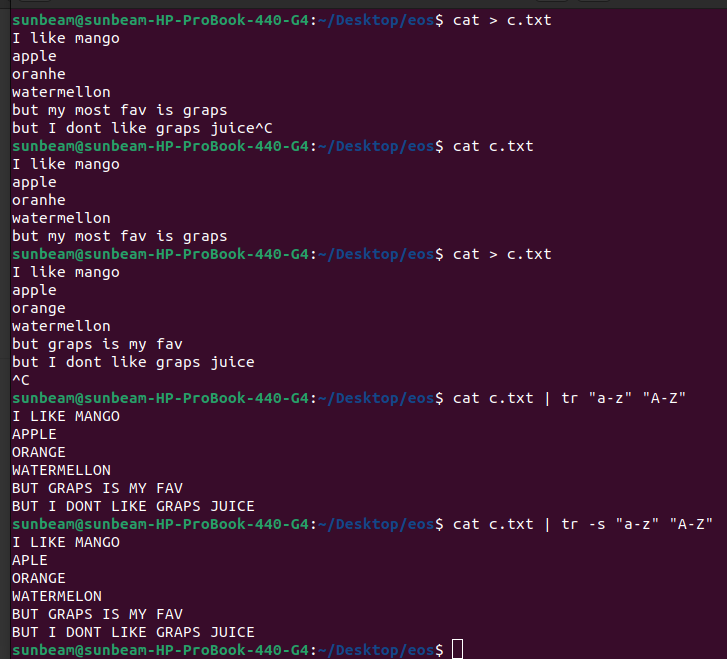 sunbeam@sunbeam-HP-ProBook-440-G4:~/Desktop/eos$ cat > c.txt
I like mango
apple
oranhe
watermellon
but my most fav is graps
but I dont like graps juice^C
sunbeam@sunbeam-HP-ProBook-440-G4:~/Desktop/eos$ cat c.txt
I like mango
apple
oranhe
watermellon
but my most fav is graps
sunbeam@sunbeam-HP-ProBook-440-G4:~/Desktop/eos$ cat > c.txt
I like mango
apple
orange
watermellon
but graps is my fav
but I dont like graps juice
^C
sunbeam@sunbeam-HP-ProBook-440-G4:~/Desktop/eos$ cat c.txt | tr "a-z" "A-Z"
I LIKE MANGO
APPLE
ORANGE
WATERMELLON
BUT GRAPS IS MY FAV
BUT I DONT LIKE GRAPS JUICE
sunbeam@sunbeam-HP-ProBook-440-G4:~/Desktop/eos$ cat c.txt | tr -s "a-z" "A-Z"
I LIKE MANGO
APLE
ORANGE
WATERMELON
BUT GRAPS IS MY FAV
BUT I DONT LIKE GRAPS JUICE
sunbeam@sunbeam-HP-ProBook-440-G4:~/Desktop/eos$